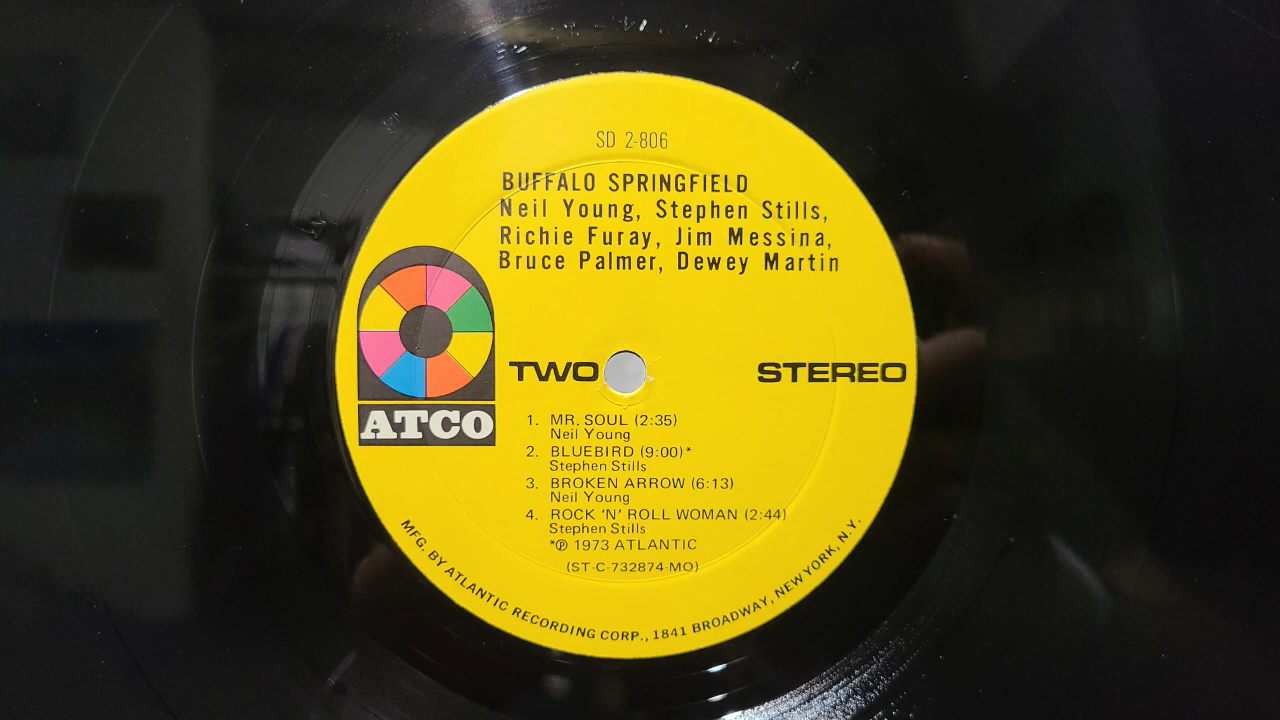 SD 2-806
BUFFALO SPRINGFIELD
Neil Young, Stephen Stills,
Richie Furay, Jim Messina,
Bruce Palmer, Dewey Martin
ATCO
TWO
STEREO
1. MR. SOUL (2:35)
Neil Young
2. BLUEBIRD (9:00)*
Stephen Stills
3. BROKEN ARROW (6:13)
Neil Young
4. ROCK 'N' ROLL WOMAN (2:44)
Stephen Stills
*℗ 1973 ATLANTIC
(ST-C-732874-MO)
MFG. BY ATLANTIC RECORDING CORP., 1841 BROADWAY, NEW YORK, N.Y.